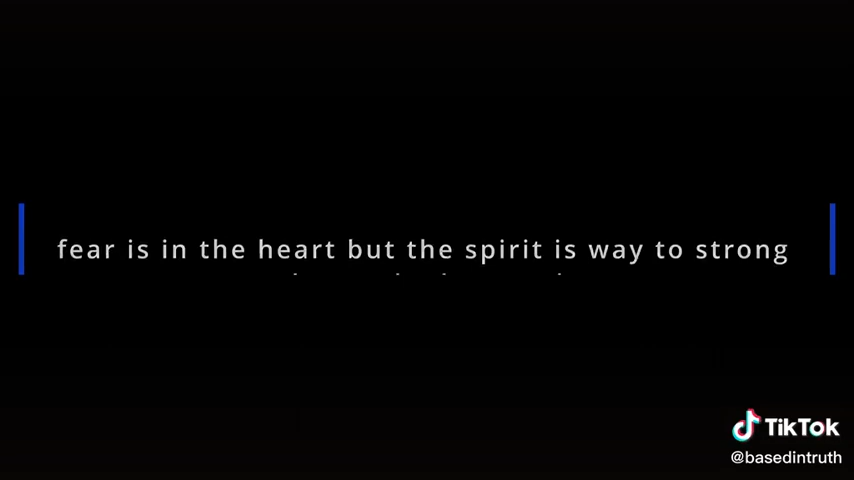 fear is in the heart but the spirit is way to strong
TikTok
@basedintruth